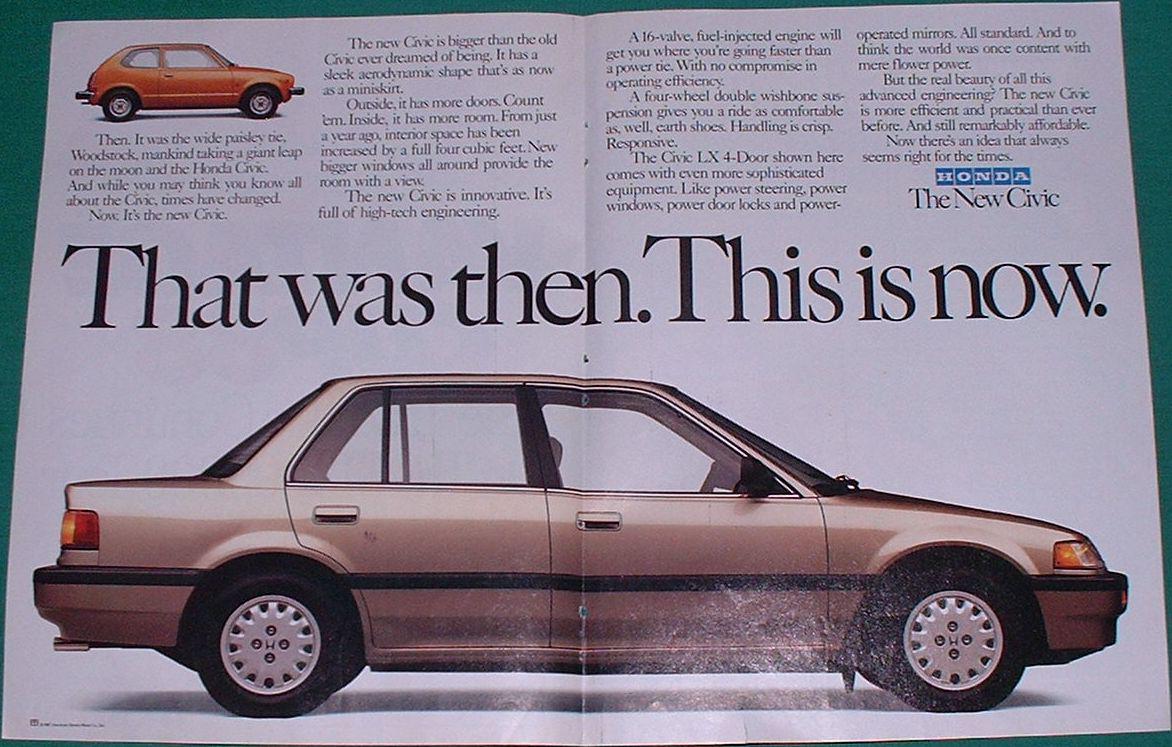 Then. It was the wide paisley tie,
Woodstock, mankind taking a giant leap
on the moon and the Honda Civic.
And while you may think you know all
about the Civic, times have changed.
Now. It's the new Civic.
The new Civic is bigger than the old
Civic ever dreamed of being. It has a
sleek aerodynamic shape that's as now
as a miniskirt.
Outside, it has more doors. Count
'em. Inside, it has more room. From just
a year ago, interior space has been
increased by a full four cubic feet. New
bigger windows all around provide the
room with a view.
The new Civic is innovative. It's
full of high-tech engineering.
A 16-valve, fuel-injected engine will
get you where you're going faster than
a power tie. With no compromise in
operating efficiency.
A four-wheel double wishbone sus-
pension gives you a ride as comfortable
as, well, earth shoes. Handling is crisp.
Responsive.
The Civic LX 4-Door shown here
comes with even more sophisticated
equipment. Like power steering, power
windows, power door locks and power-
operated mirrors. All standard. And to
think the world was once content with
mere flower power.
But the real beauty of all this
advanced engineering? The new Civic
is more efficient and practical than ever
before. And still remarkably affordable.
Now there's an idea that always
seems right for the times.
HONDA
The New Civic
That was then. This is now.